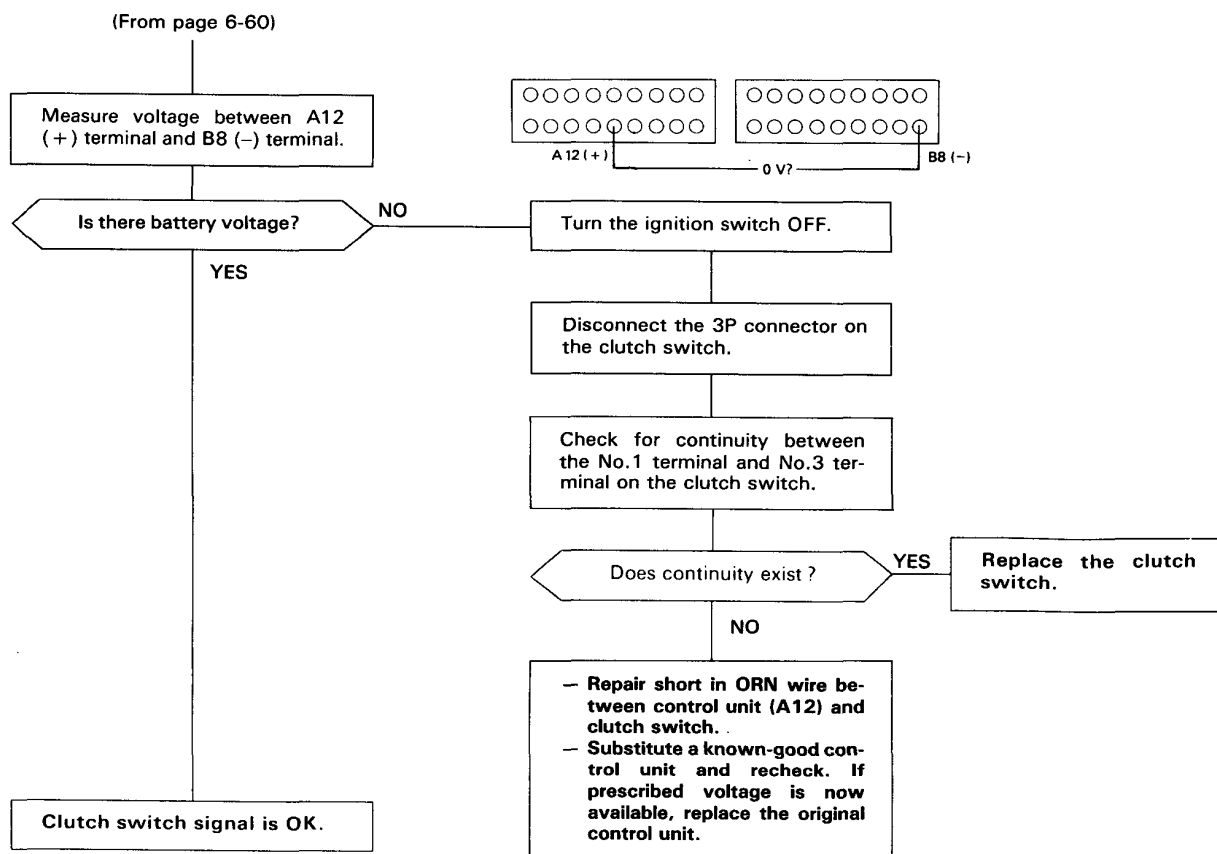 (From page 6-60)
Measure voltage between A12
(+) terminal and B8 (–) terminal.
A 12 (+)
0 V?
B8 (–)
Is there battery voltage?
NO
Turn the ignition switch OFF.
YES
Disconnect the 3P connector on
the clutch switch.
Check for continuity between
the No.1 terminal and No.3 ter-
minal on the clutch switch.
Does continuity exist ?
YES
Replace the clutch
switch.
NO
— Repair short in ORN wire be-
tween control unit (A12) and
clutch switch.
— Substitute a known-good con-
trol unit and recheck. If
prescribed voltage is now
available, replace the original
control unit.
Clutch switch signal is OK.